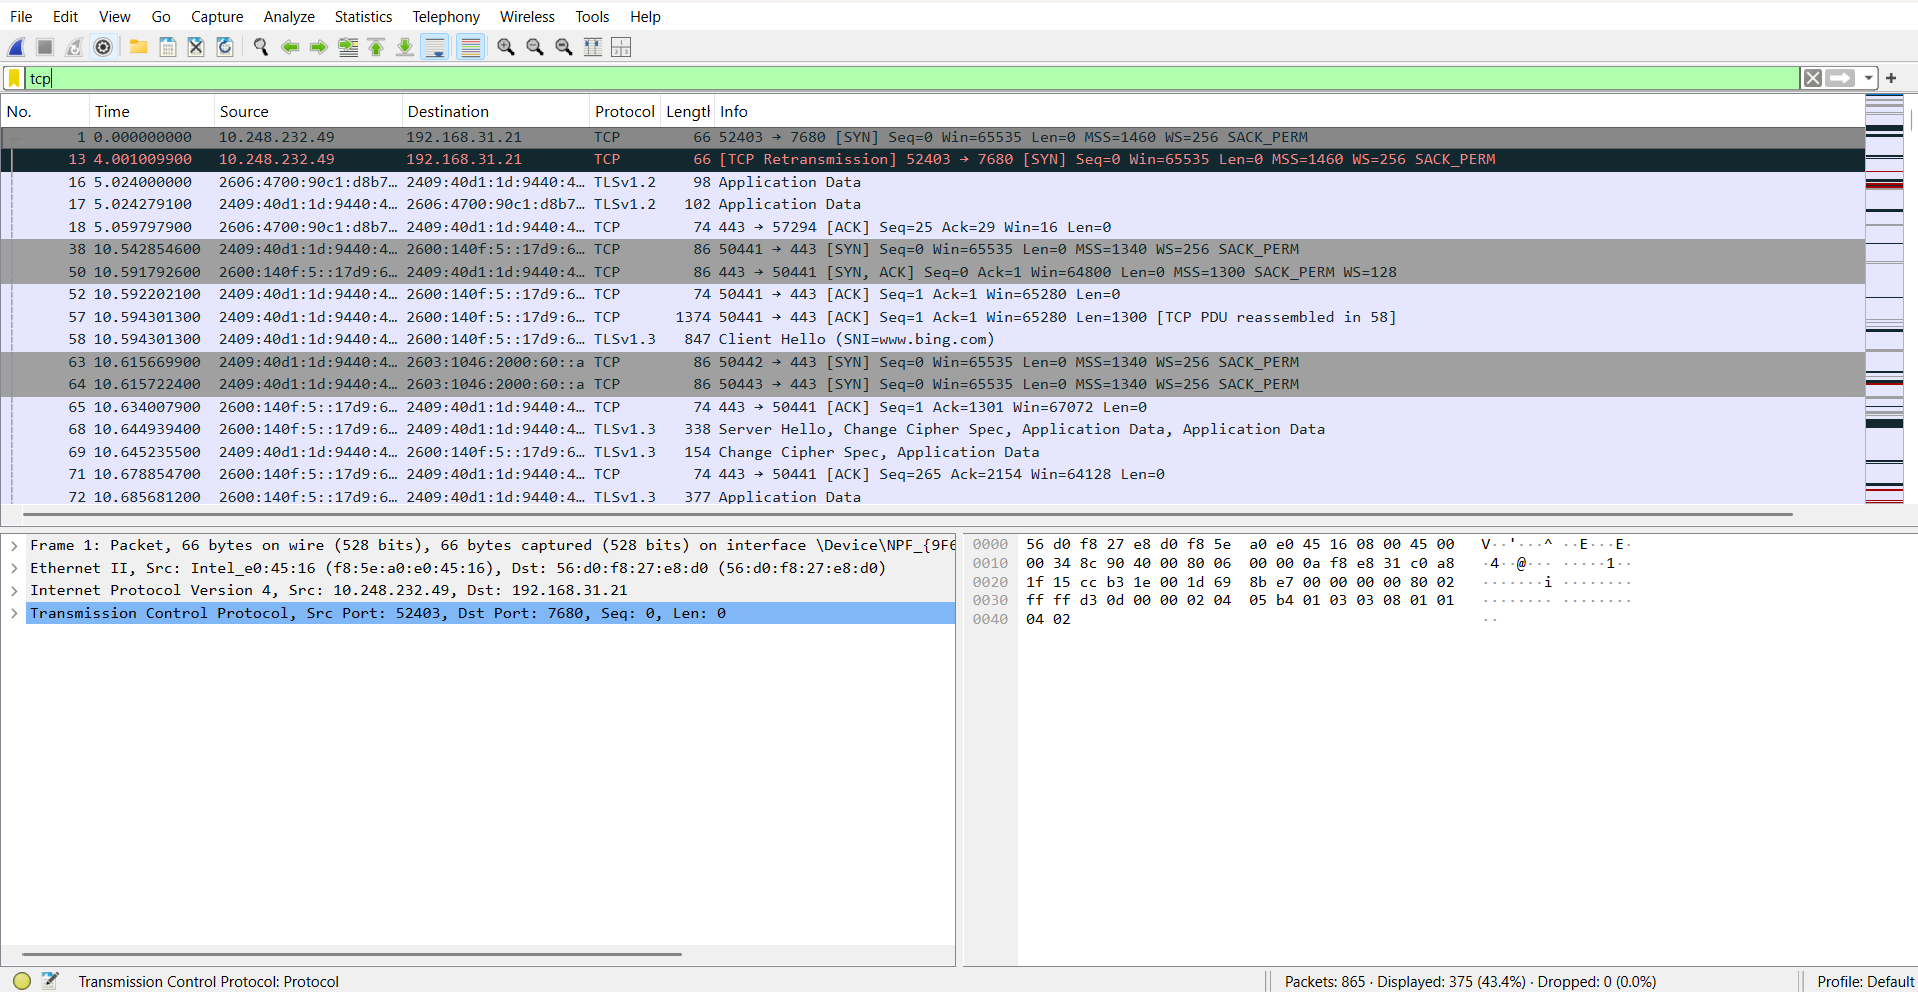 File Edit View Go Capture Analyze Statistics Telephony Wireless Tools Help
tcp
No. Time Source Destination Protocol Length Info
1 0.000000000 10.248.232.49 192.168.31.21 TCP 66 52403 → 7680 [SYN] Seq=0 Win=65535 Len=0 MSS=1460 WS=256 SACK_PERM
13 4.001009900 10.248.232.49 192.168.31.21 TCP 66 [TCP Retransmission] 52403 → 7680 [SYN] Seq=0 Win=65535 Len=0 MSS=1460 WS=256 SACK_PERM
16 5.024000000 2606:4700:90c1:d8b7… 2409:40d1:1d:9440:4… TLSv1.2 98 Application Data
17 5.024279100 2409:40d1:1d:9440:4… 2606:4700:90c1:d8b7… TLSv1.2 102 Application Data
18 5.059797900 2606:4700:90c1:d8b7… 2409:40d1:1d:9440:4… TCP 74 443 → 57294 [ACK] Seq=25 Ack=29 Win=16 Len=0
38 10.542854600 2409:40d1:1d:9440:4… 2600:140f:5::17d9:6… TCP 86 50441 → 443 [SYN] Seq=0 Win=65535 Len=0 MSS=1340 WS=256 SACK_PERM
50 10.591792600 2600:140f:5::17d9:6… 2409:40d1:1d:9440:4… TCP 86 443 → 50441 [SYN, ACK] Seq=0 Ack=1 Win=64800 Len=0 MSS=1300 SACK_PERM WS=128
52 10.592202100 2409:40d1:1d:9440:4… 2600:140f:5::17d9:6… TCP 74 50441 → 443 [ACK] Seq=1 Ack=1 Win=65280 Len=0
57 10.594301300 2409:40d1:1d:9440:4… 2600:140f:5::17d9:6… TCP 1374 50441 → 443 [ACK] Seq=1 Ack=1 Win=65280 Len=1300 [TCP PDU reassembled in 58]
58 10.594301300 2409:40d1:1d:9440:4… 2600:140f:5::17d9:6… TLSv1.3 847 Client Hello (SNI=www.bing.com)
63 10.615669900 2409:40d1:1d:9440:4… 2603:1046:2000:60::a TCP 86 50442 → 443 [SYN] Seq=0 Win=65535 Len=0 MSS=1340 WS=256 SACK_PERM
64 10.615722400 2409:40d1:1d:9440:4… 2603:1046:2000:60::a TCP 86 50443 → 443 [SYN] Seq=0 Win=65535 Len=0 MSS=1340 WS=256 SACK_PERM
65 10.634007900 2600:140f:5::17d9:6… 2409:40d1:1d:9440:4… TCP 74 443 → 50441 [ACK] Seq=1 Ack=1301 Win=67072 Len=0
68 10.644939400 2600:140f:5::17d9:6… 2409:40d1:1d:9440:4… TLSv1.3 338 Server Hello, Change Cipher Spec, Application Data, Application Data
69 10.645235500 2409:40d1:1d:9440:4… 2600:140f:5::17d9:6… TLSv1.3 154 Change Cipher Spec, Application Data
71 10.678854700 2600:140f:5::17d9:6… 2409:40d1:1d:9440:4… TCP 74 443 → 50441 [ACK] Seq=265 Ack=2154 Win=64128 Len=0
72 10.685681200 2600:140f:5::17d9:6… 2409:40d1:1d:9440:4… TLSv1.3 377 Application Data
Frame 1: Packet, 66 bytes on wire (528 bits), 66 bytes captured (528 bits) on interface \Device\NPF_{9F6
Ethernet II, Src: Intel_e0:45:16 (f8:5e:a0:e0:45:16), Dst: 56:d0:f8:27:e8:d0 (56:d0:f8:27:e8:d0)
Internet Protocol Version 4, Src: 10.248.232.49, Dst: 192.168.31.21
Transmission Control Protocol, Src Port: 52403, Dst Port: 7680, Seq: 0, Len: 0
0000 56 d0 f8 27 e8 d0 f8 5e a0 e0 45 16 08 00 45 00 V··'···^ ··E···E·
0010 00 34 8c 90 40 00 80 06 00 00 0a f8 e8 31 c0 a8 ·4··@··· ·····1··
0020 1f 15 cc b3 1e 00 1d 69 8b e7 00 00 00 00 80 02 ·······i ········
0030 ff ff d3 0d 00 00 02 04 05 b4 01 03 03 08 01 01 ········ ········
0040 04 02 ··
Transmission Control Protocol: Protocol
Packets: 865 · Displayed: 375 (43.4%) · Dropped: 0 (0.0%)
Profile: Default